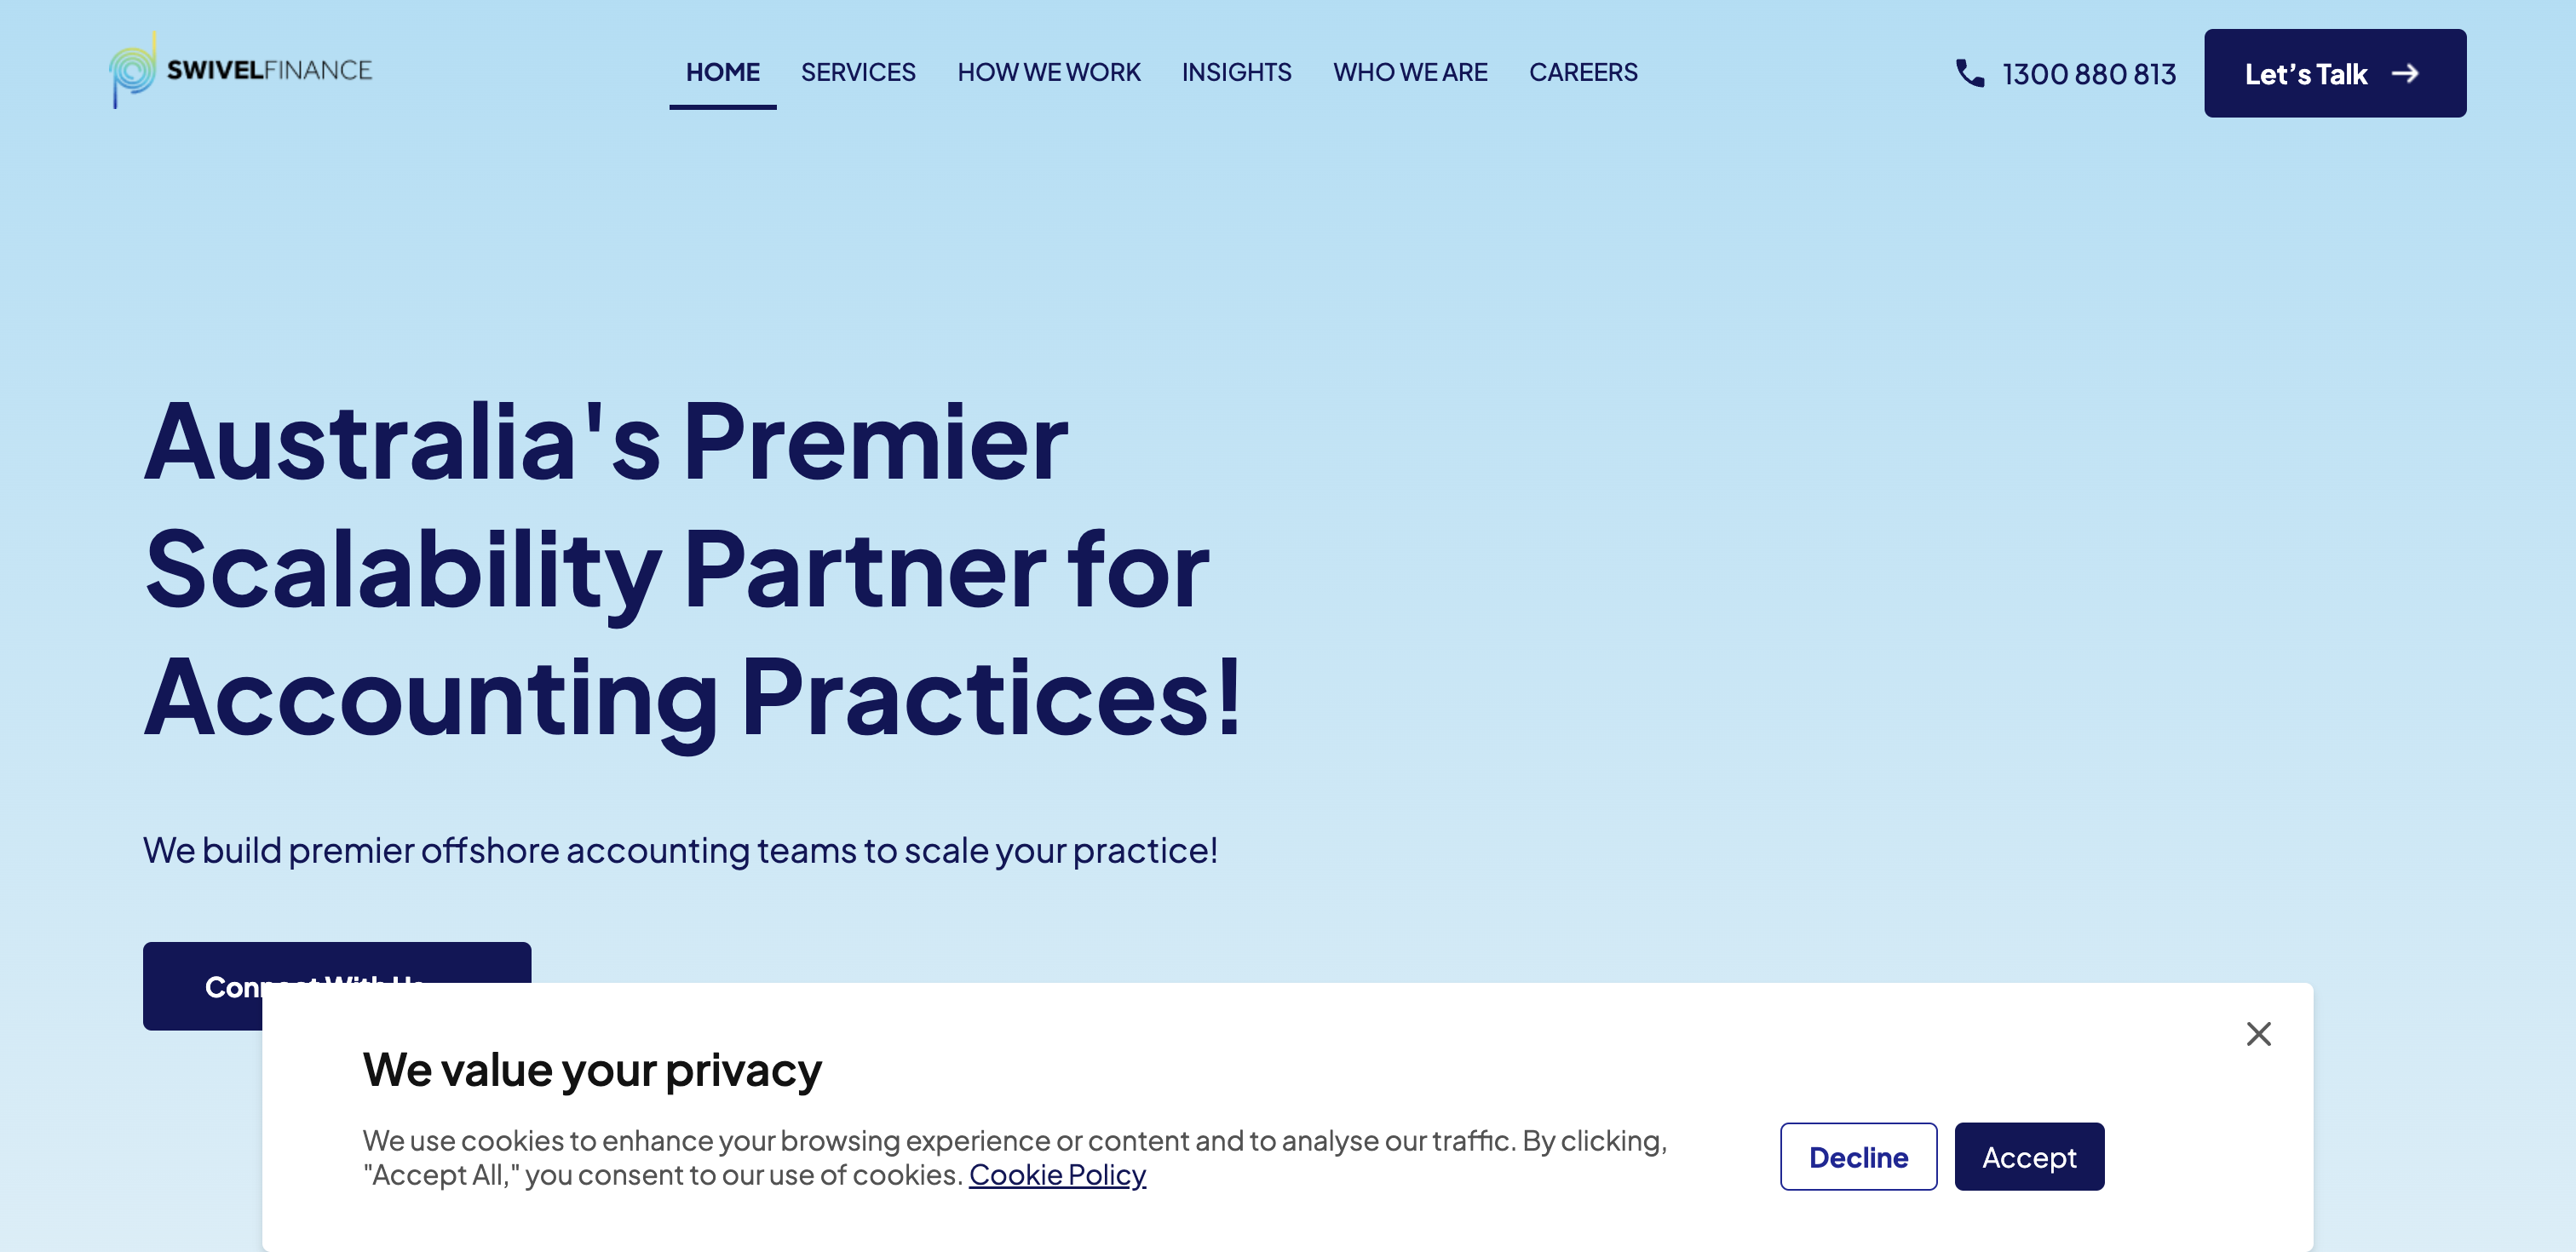 SWIVELFINANCE
HOME SERVICES HOW WE WORK INSIGHTS WHO WE ARE CAREERS
1300 880 813
Let’s Talk
Australia's Premier
Scalability Partner for
Accounting Practices!
We build premier offshore accounting teams to scale your practice!
Connect With Us
We value your privacy
We use cookies to enhance your browsing experience or content and to analyse our traffic. By clicking,
"Accept All," you consent to our use of cookies. Cookie Policy
Decline
Accept